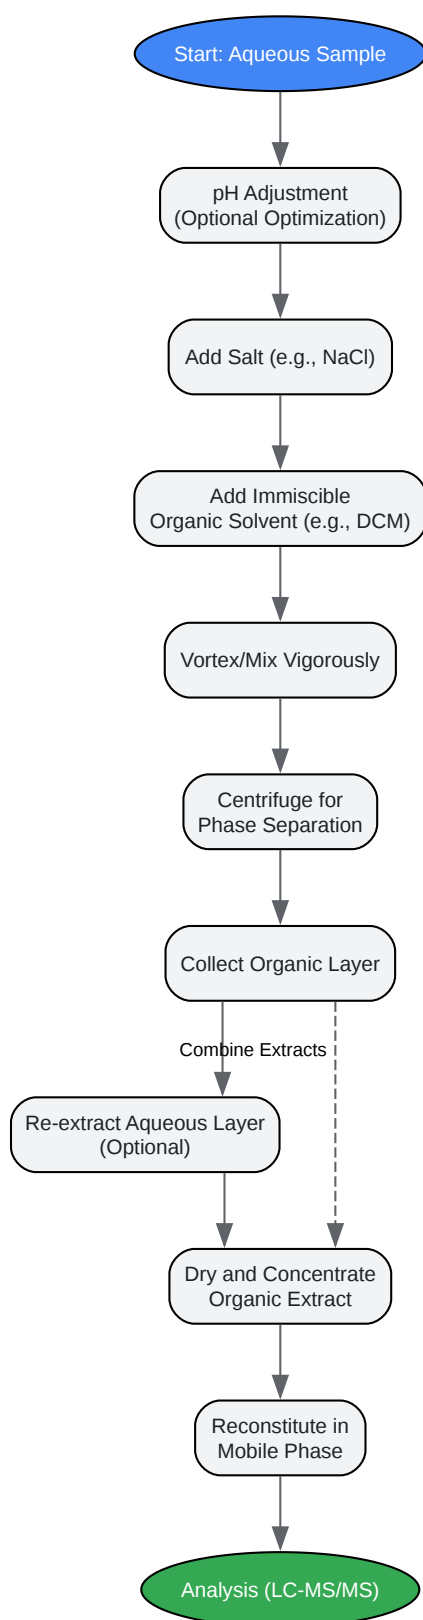 Start: Aqueous Sample
pH Adjustment
(Optional Optimization)
Add Salt (e.g., NaCl)
Add Immiscible
Organic Solvent (e.g., DCM)
Vortex/Mix Vigorously
Centrifuge for
Phase Separation
Collect Organic Layer
Combine Extracts
Re-extract Aqueous Layer
(Optional)
Dry and Concentrate
Organic Extract
Reconstitute in
Mobile Phase
Analysis (LC-MS/MS)